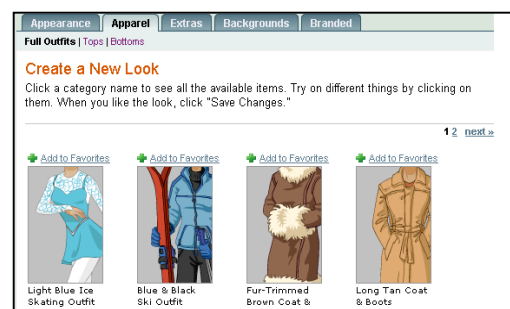 Appearance Apparel Extras Backgrounds Branded
Full Outfits | Tops | Bottoms
Create a New Look
Click a category name to see all the available items. Try on different things by clicking on
them. When you like the look, click "Save Changes."
1 2 next »
Add to Favorites Add to Favorites Add to Favorites Add to Favorites
Light Blue Ice
Skating Outfit
Blue & Black
Ski Outfit
Fur-Trimmed
Brown Coat &
Long Tan Coat
& Boots